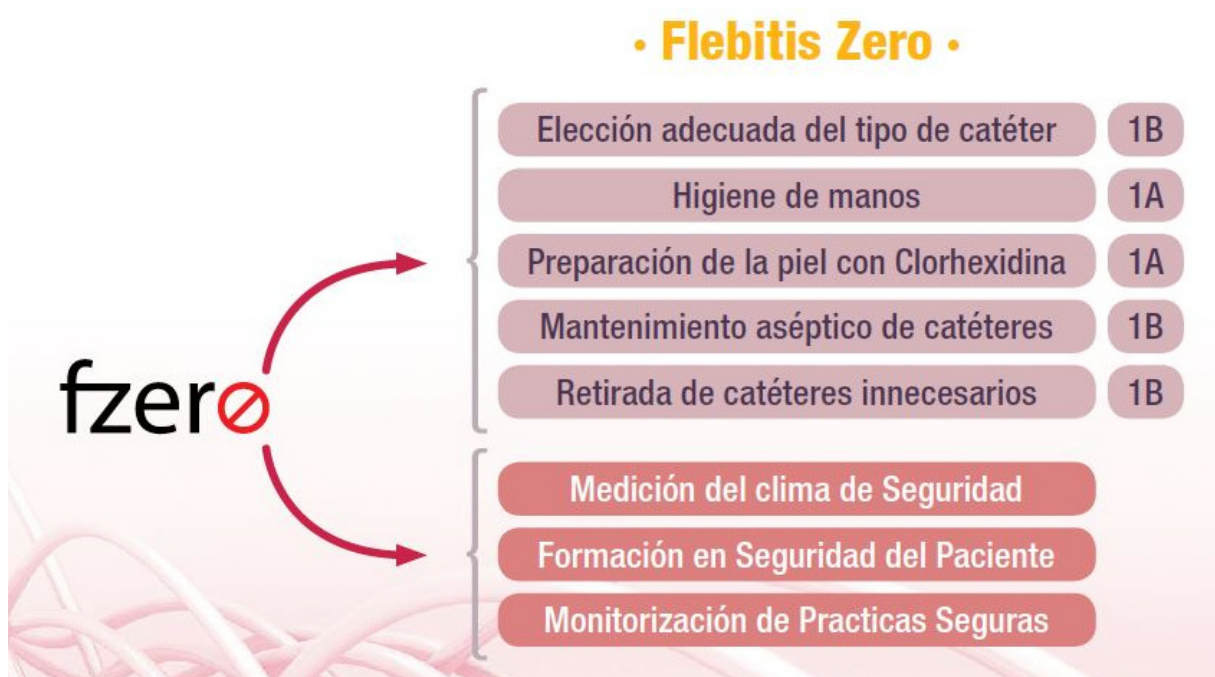 · Flebitis Zero ·
Elección adecuada del tipo de catéter 1B
Higiene de manos 1A
Preparación de la piel con Clorhexidina 1A
Mantenimiento aséptico de catéteres 1B
Retirada de catéteres innecesarios 1B
fzero
Medición del clima de Seguridad
Formación en Seguridad del Paciente
Monitorización de Practicas Seguras